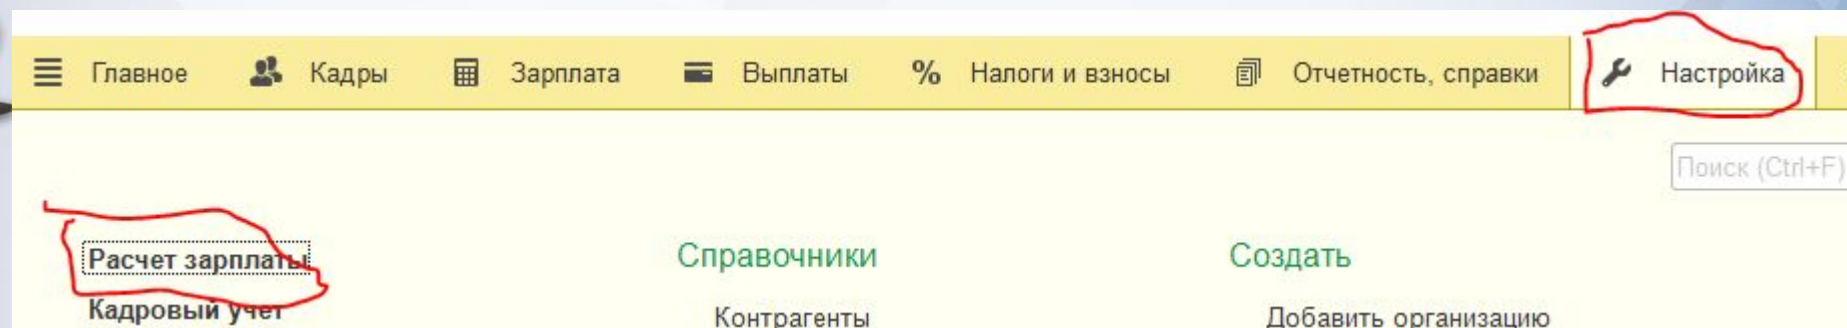 Главное Кадры Зарплата Выплаты % Налоги и взносы Отчетность, справки Настройка
Поиск (Ctrl+F)
Расчет зарплаты Справочники Создать
Кадровый учет Контрагенты Добавить организацию